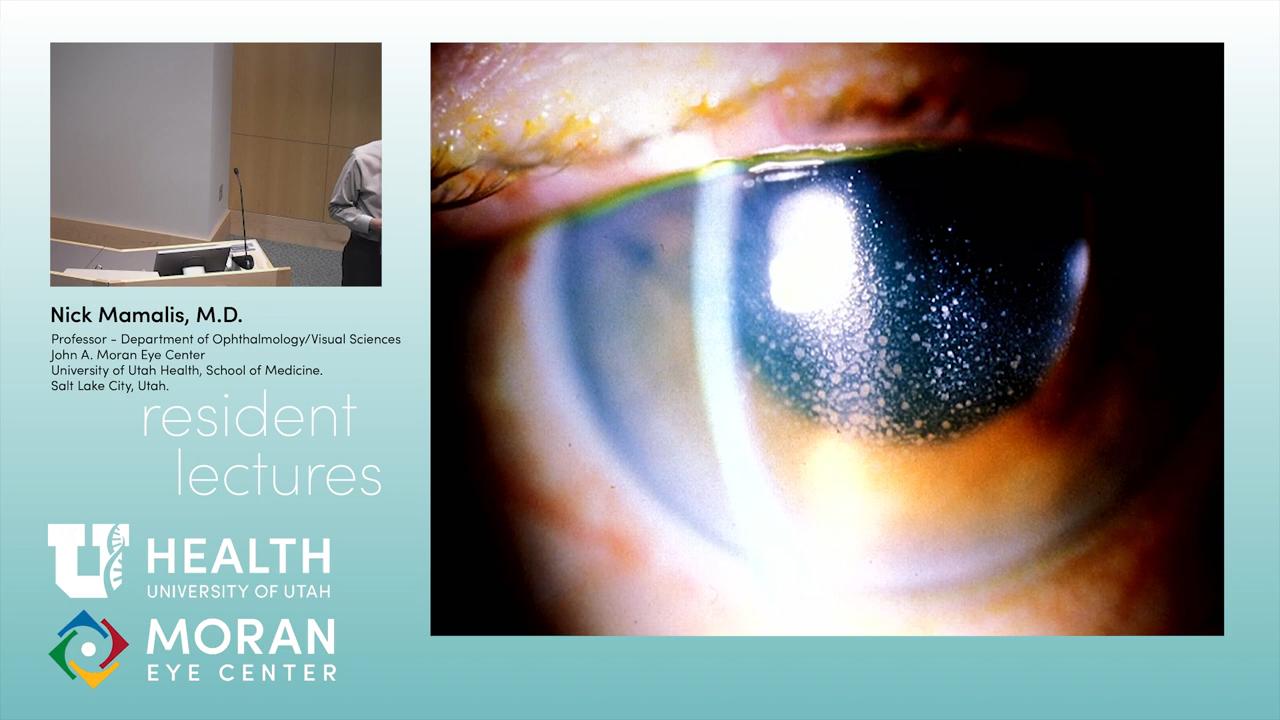 Nick Mamalis, M.D.
Professor - Department of Ophthalmology/Visual Sciences
John A. Moran Eye Center
University of Utah Health, School of Medicine.
Salt Lake City, Utah.
resident
lectures
U HEALTH
UNIVERSITY OF UTAH
MORAN
EYE CENTER